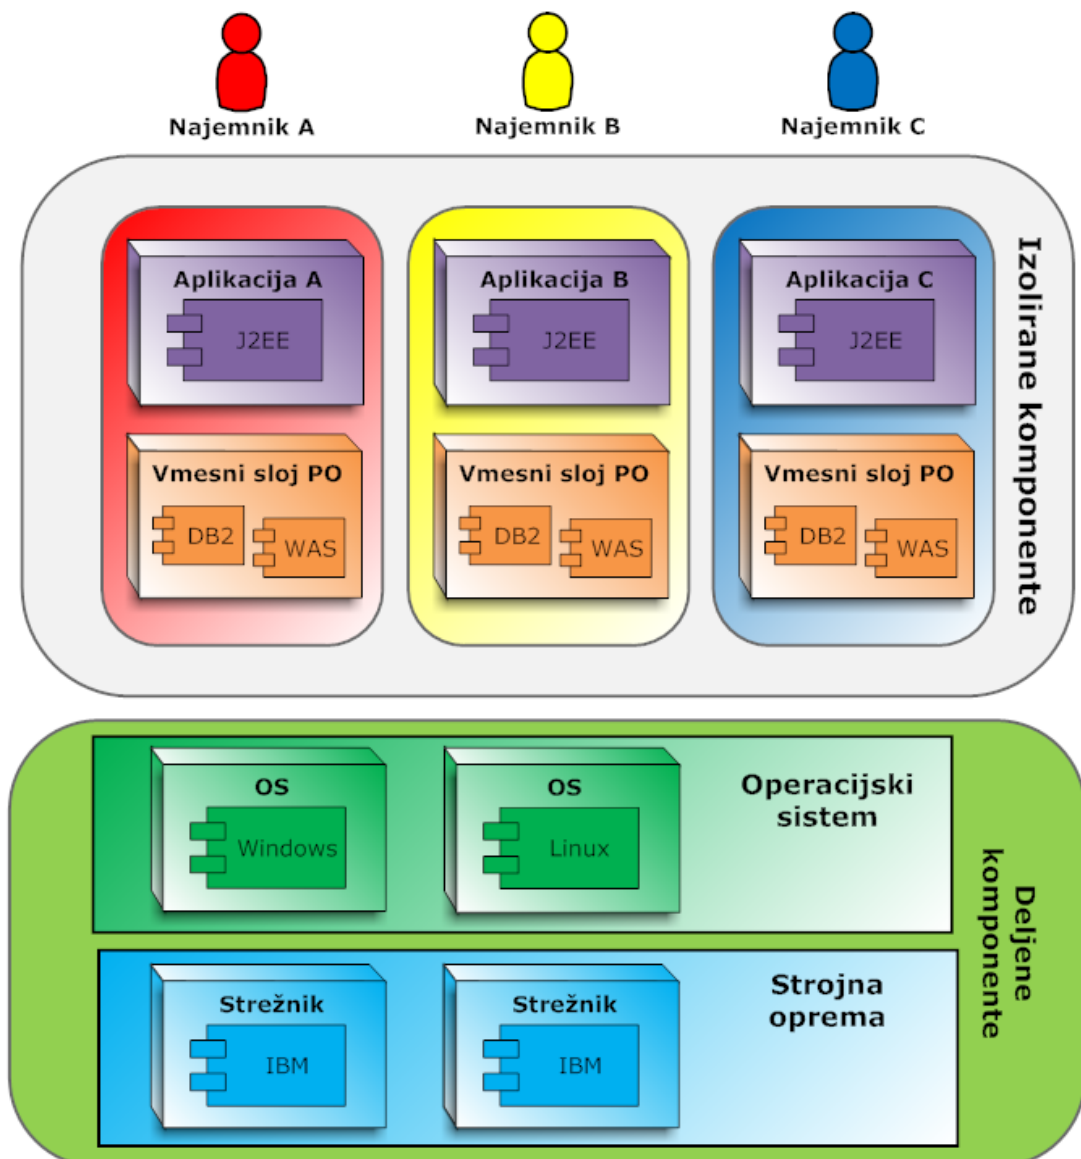 Najemnik A
Najemnik B
Najemnik C
Aplikacija A
J2EE
Aplikacija B
J2EE
Aplikacija C
J2EE
Vmesni sloj PO
DB2
WAS
Vmesni sloj PO
DB2
WAS
Vmesni sloj PO
DB2
WAS
Izolirane komponente
OS
Windows
OS
Linux
Operacijski
sistem
Strežnik
IBM
Strežnik
IBM
Strojna
oprema
Deljene
komponente